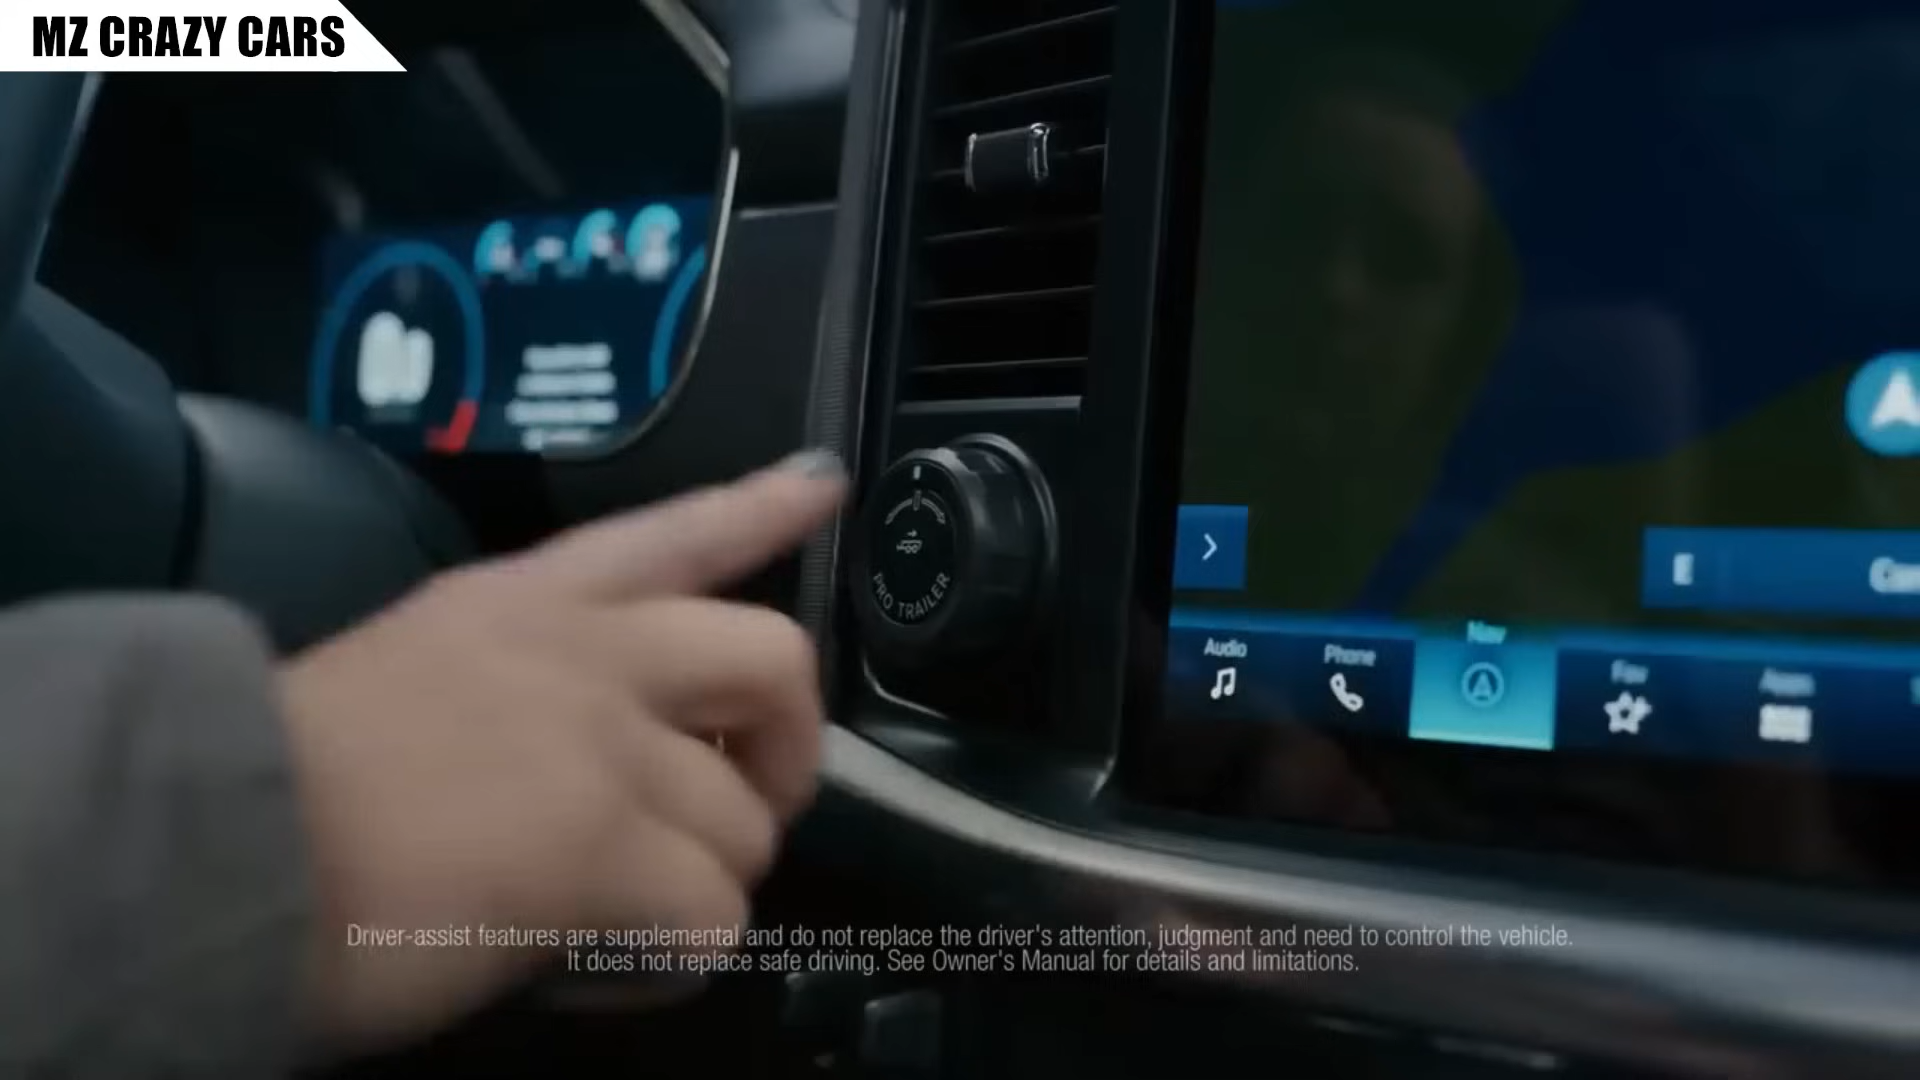 MZ CRAZY CARS
PRO TRAILER
E
Audio
Phone
Nav
Fav
Apps
Driver-assist features are supplemental and do not replace the driver's attention, judgment and need to control the vehicle.
It does not replace safe driving. See Owner's Manual for details and limitations.